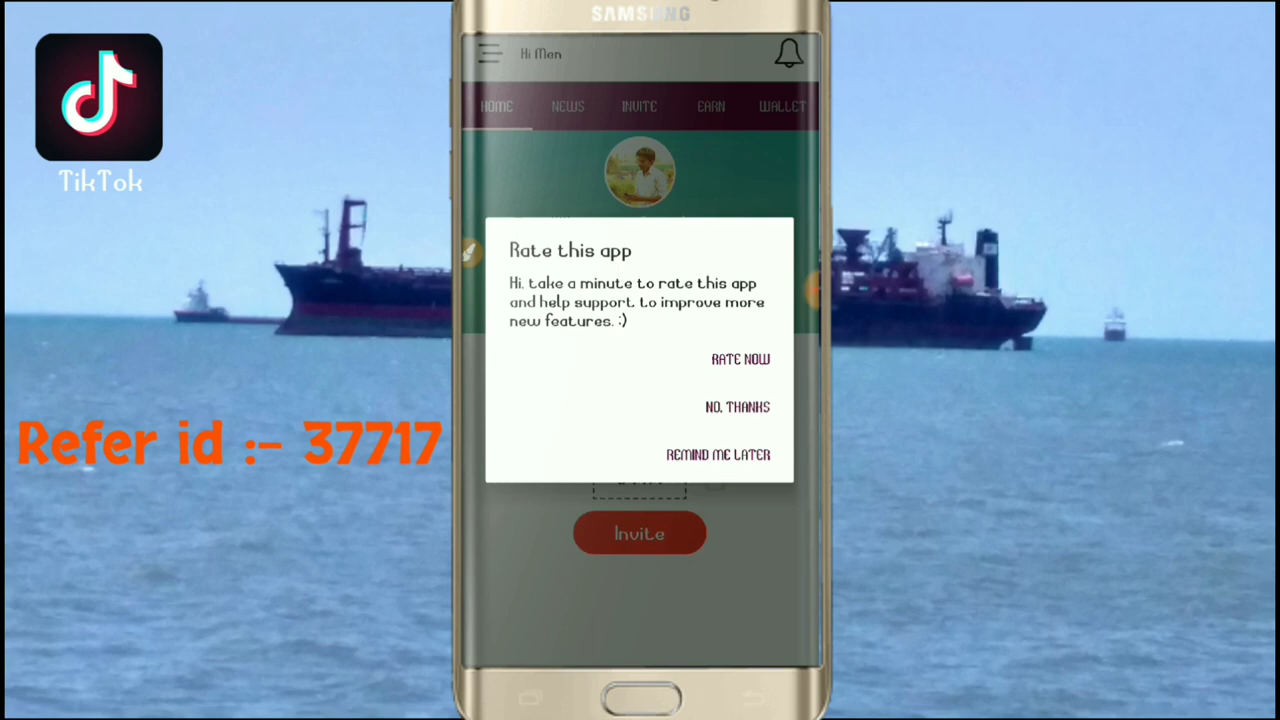 SAMSUNG
Hi Men
HOME NEWS INVITE EARN WALLET
TikTok
Rate this app
Hi, take a minute to rate this app
and help support to improve more
new features. :)
RATE NOW
NO, THANKS
REMIND ME LATER
Refer id :- 37717
Invite